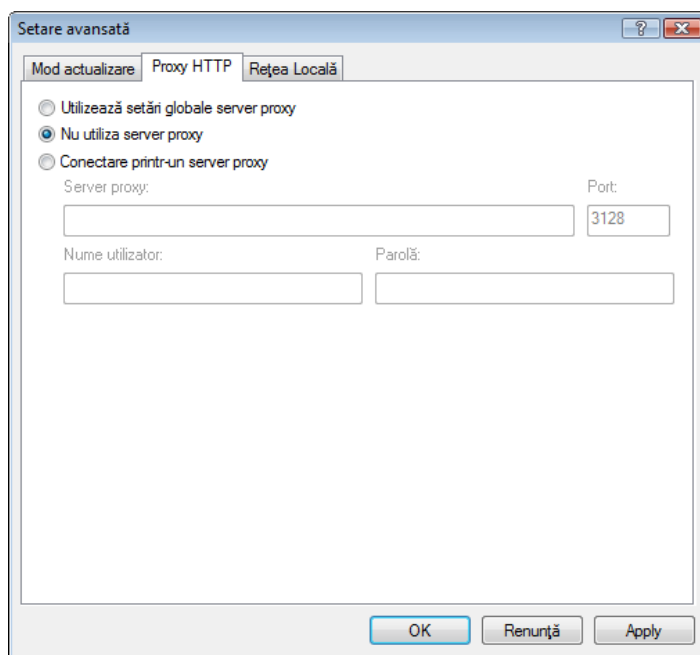 Setare avansată
Mod actualizare Proxy HTTP Reţea Locală
Utilizează setări globale server proxy
Nu utiliza server proxy
Conectare printr-un server proxy
Server proxy: Port:
3128
Nume utilizator: Parolă:
OK Renunţă Apply